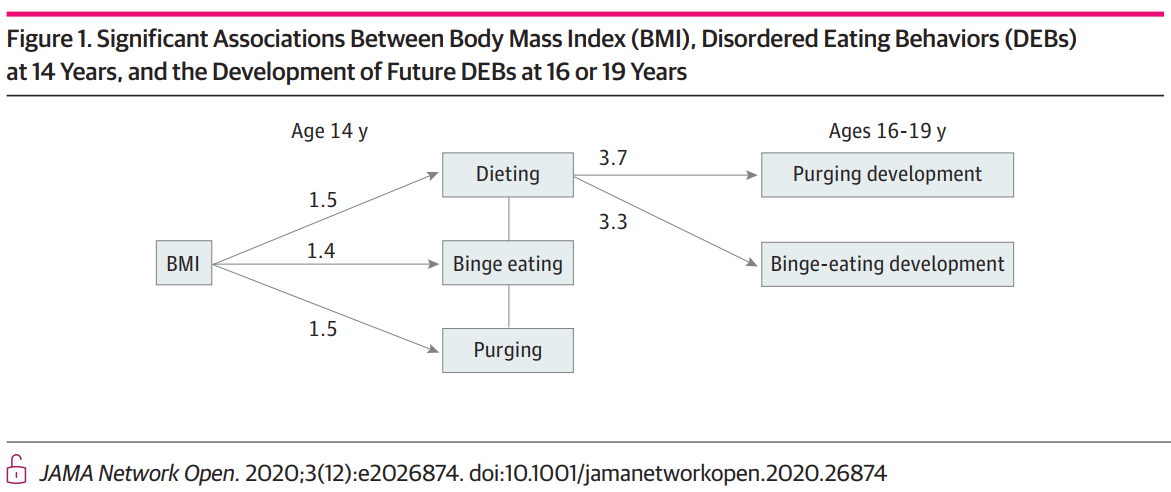 Figure 1. Significant Associations Between Body Mass Index (BMI), Disordered Eating Behaviors (DEBs)
at 14 Years, and the Development of Future DEBs at 16 or 19 Years
Age 14 y
Ages 16-19 y
Dieting
3.7
Purging development
1.5
3.3
BMI
1.4
Binge eating
Binge-eating development
1.5
Purging
JAMA Network Open. 2020;3(12):e2026874. doi:10.1001/jamanetworkopen.2020.26874